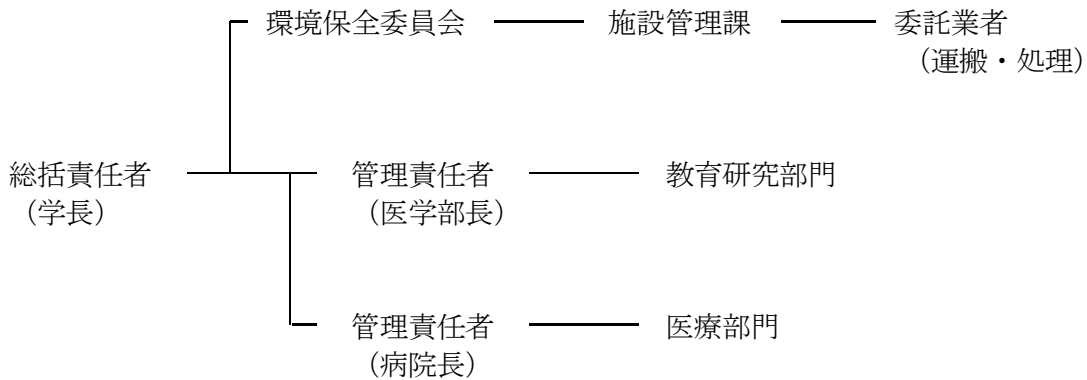 環境保全委員会 施設管理課 委託業者
（運搬・処理）
総括責任者 管理責任者 教育研究部門
（学長） （医学部長）
管理責任者 医療部門
（病院長）